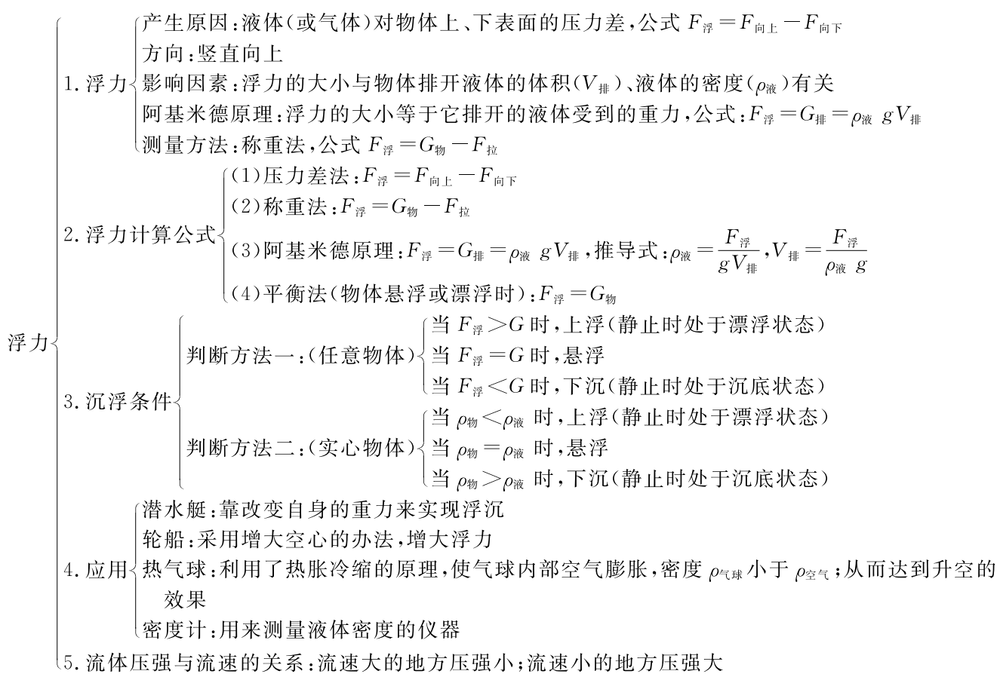 产生原因:液体(或气体)对物体上、下表面的压力差,公式 F浮=F向上-F向下
方向:竖直向上
1. 浮力
影响因素:浮力的大小与物体排开液体的体积(V排)、液体的密度(ρ液)有关
阿基米德原理:浮力的大小等于它排开的液体受到的重力,公式:F浮=G排=ρ液 gV排
测量方法:称重法,公式 F浮=G物-F拉
(1)压力差法:F浮=F向上-F向下
(2)称重法:F浮=G物-F拉
2. 浮力计算公式
(3)阿基米德原理:F浮=G排=ρ液 gV排,推导式:ρ液=F浮/gV排,V排=F浮/ρ液 g
(4)平衡法(物体悬浮或漂浮时):F浮=G物
浮力
当 F浮>G 时,上浮(静止时处于漂浮状态)
判断方法一:(任意物体)
当 F浮=G 时,悬浮
当 F浮<G 时,下沉(静止时处于沉底状态)
3. 沉浮条件
当 ρ物<ρ液 时,上浮(静止时处于漂浮状态)
判断方法二:(实心物体)
当 ρ物=ρ液 时,悬浮
当 ρ物>ρ液 时,下沉(静止时处于沉底状态)
潜水艇:靠改变自身的重力来实现浮沉
轮船:采用增大空心的办法,增大浮力
4. 应用
热气球:利用了热胀冷缩的原理,使气球内部空气膨胀,密度 ρ气球小于 ρ空气;从而达到升空的
效果
密度计:用来测量液体密度的仪器
5. 流体压强与流速的关系:流速大的地方压强小;流速小的地方压强大